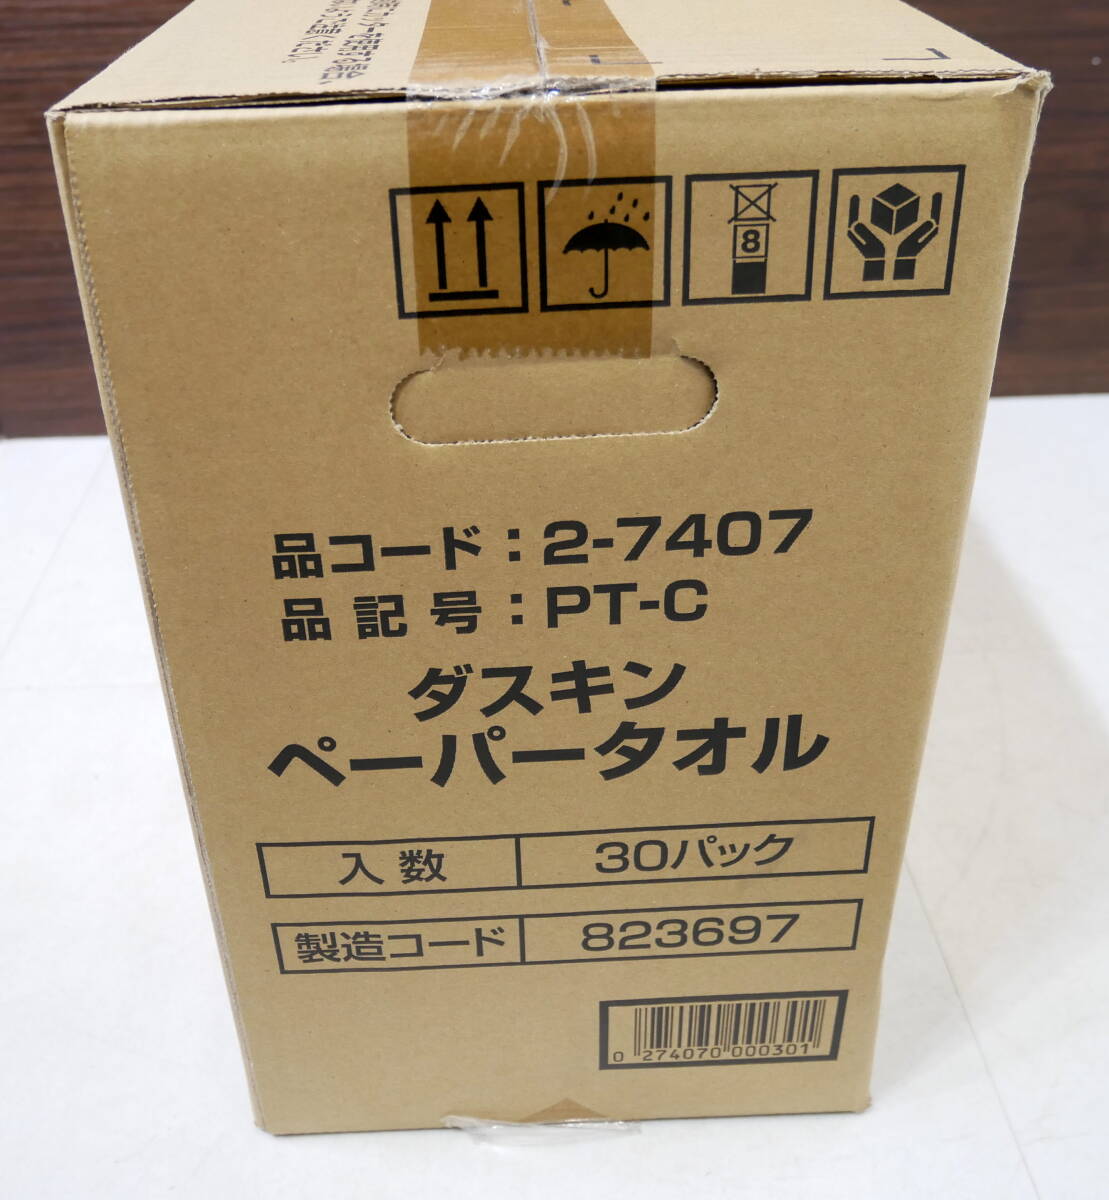 8
品コード：2-7407
品記号：PT-C
ダスキン
ペーパータオル
入数 30パック
製造コード 823697
0 274070 000301